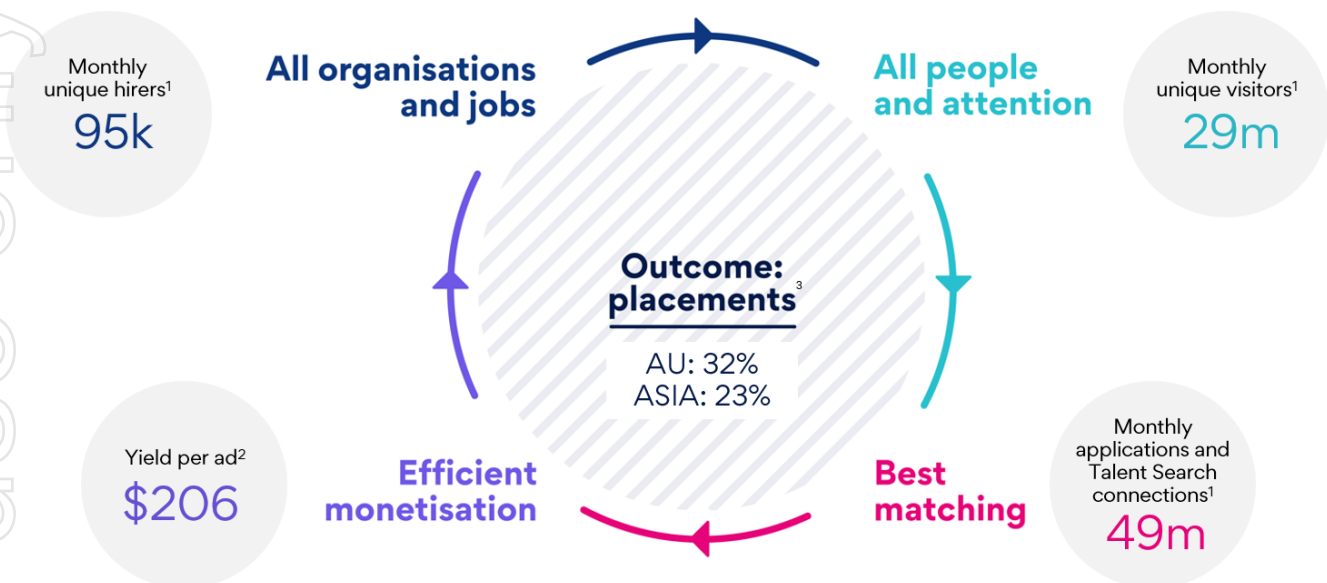 Monthly
unique hirers¹
95k
All organisations
and jobs
All people
and attention
Monthly
unique visitors¹
29m
Outcome:
placements³
AU: 32%
ASIA: 23%
Yield per ad²
$206
Efficient
monetisation
Best
matching
Monthly
applications and
Talent Search
connections¹
49m